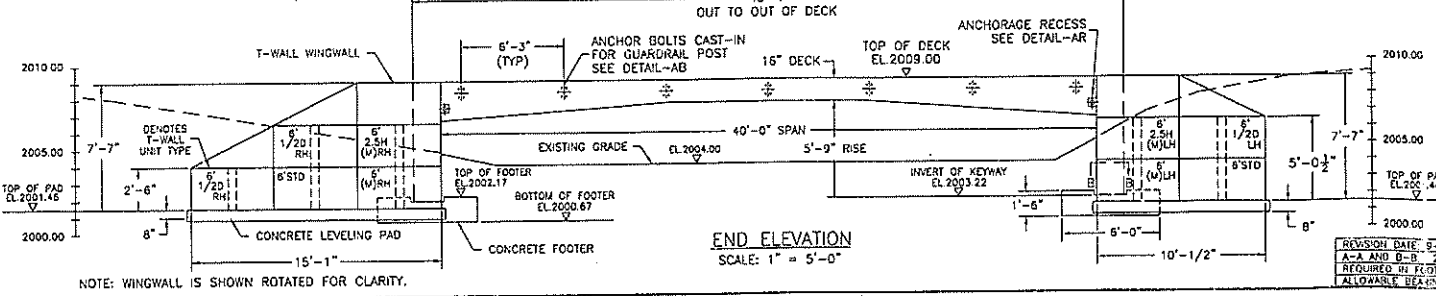 OUT TO OUT OF DECK
T-WALL WINGWALL
6'-3"
(TYP)
ANCHOR BOLTS CAST-IN
FOR GUARDRAIL POST
SEE DETAIL-AB
16" DECK
TOP OF DECK
EL.2009.00
ANCHORAGE RECESS
SEE DETAIL-AR
2010.00
2010.00
DENOTES
T-WALL
UNIT TYPE
7'-7"
6'
1/2D
RH
6'
2.5H
(M)RH
40'-0" SPAN
5'-9" RISE
6'
2.5H
(M)LH
6'
1/2D
LH
7'-7"
2005.00
2005.00
EXISTING GRADE
EL.2004.00
5'-0 1/2"
TOP OF PAD
EL.2001.46
2'-6"
6'
1/2D
RH
6'STD
6'
(M)RH
TOP OF FOOTER
EL.2002.17
BOTTOM OF FOOTER
EL.2000.67
INVERT OF KEYWAY
EL.2003.22
B
B
6'
(M)LH
6'STD
TOP OF
1'-6"
2000.00
2000.00
8"
8"
CONCRETE LEVELING PAD
CONCRETE FOOTER
6'-0"
15'-1"
10'-1/2"
END ELEVATION
SCALE: 1" = 5'-0"
NOTE: WINGWALL IS SHOWN ROTATED FOR CLARITY.
REVISION DATE
A-A AND B-B
REQUIRED IN
ALLOWABLE